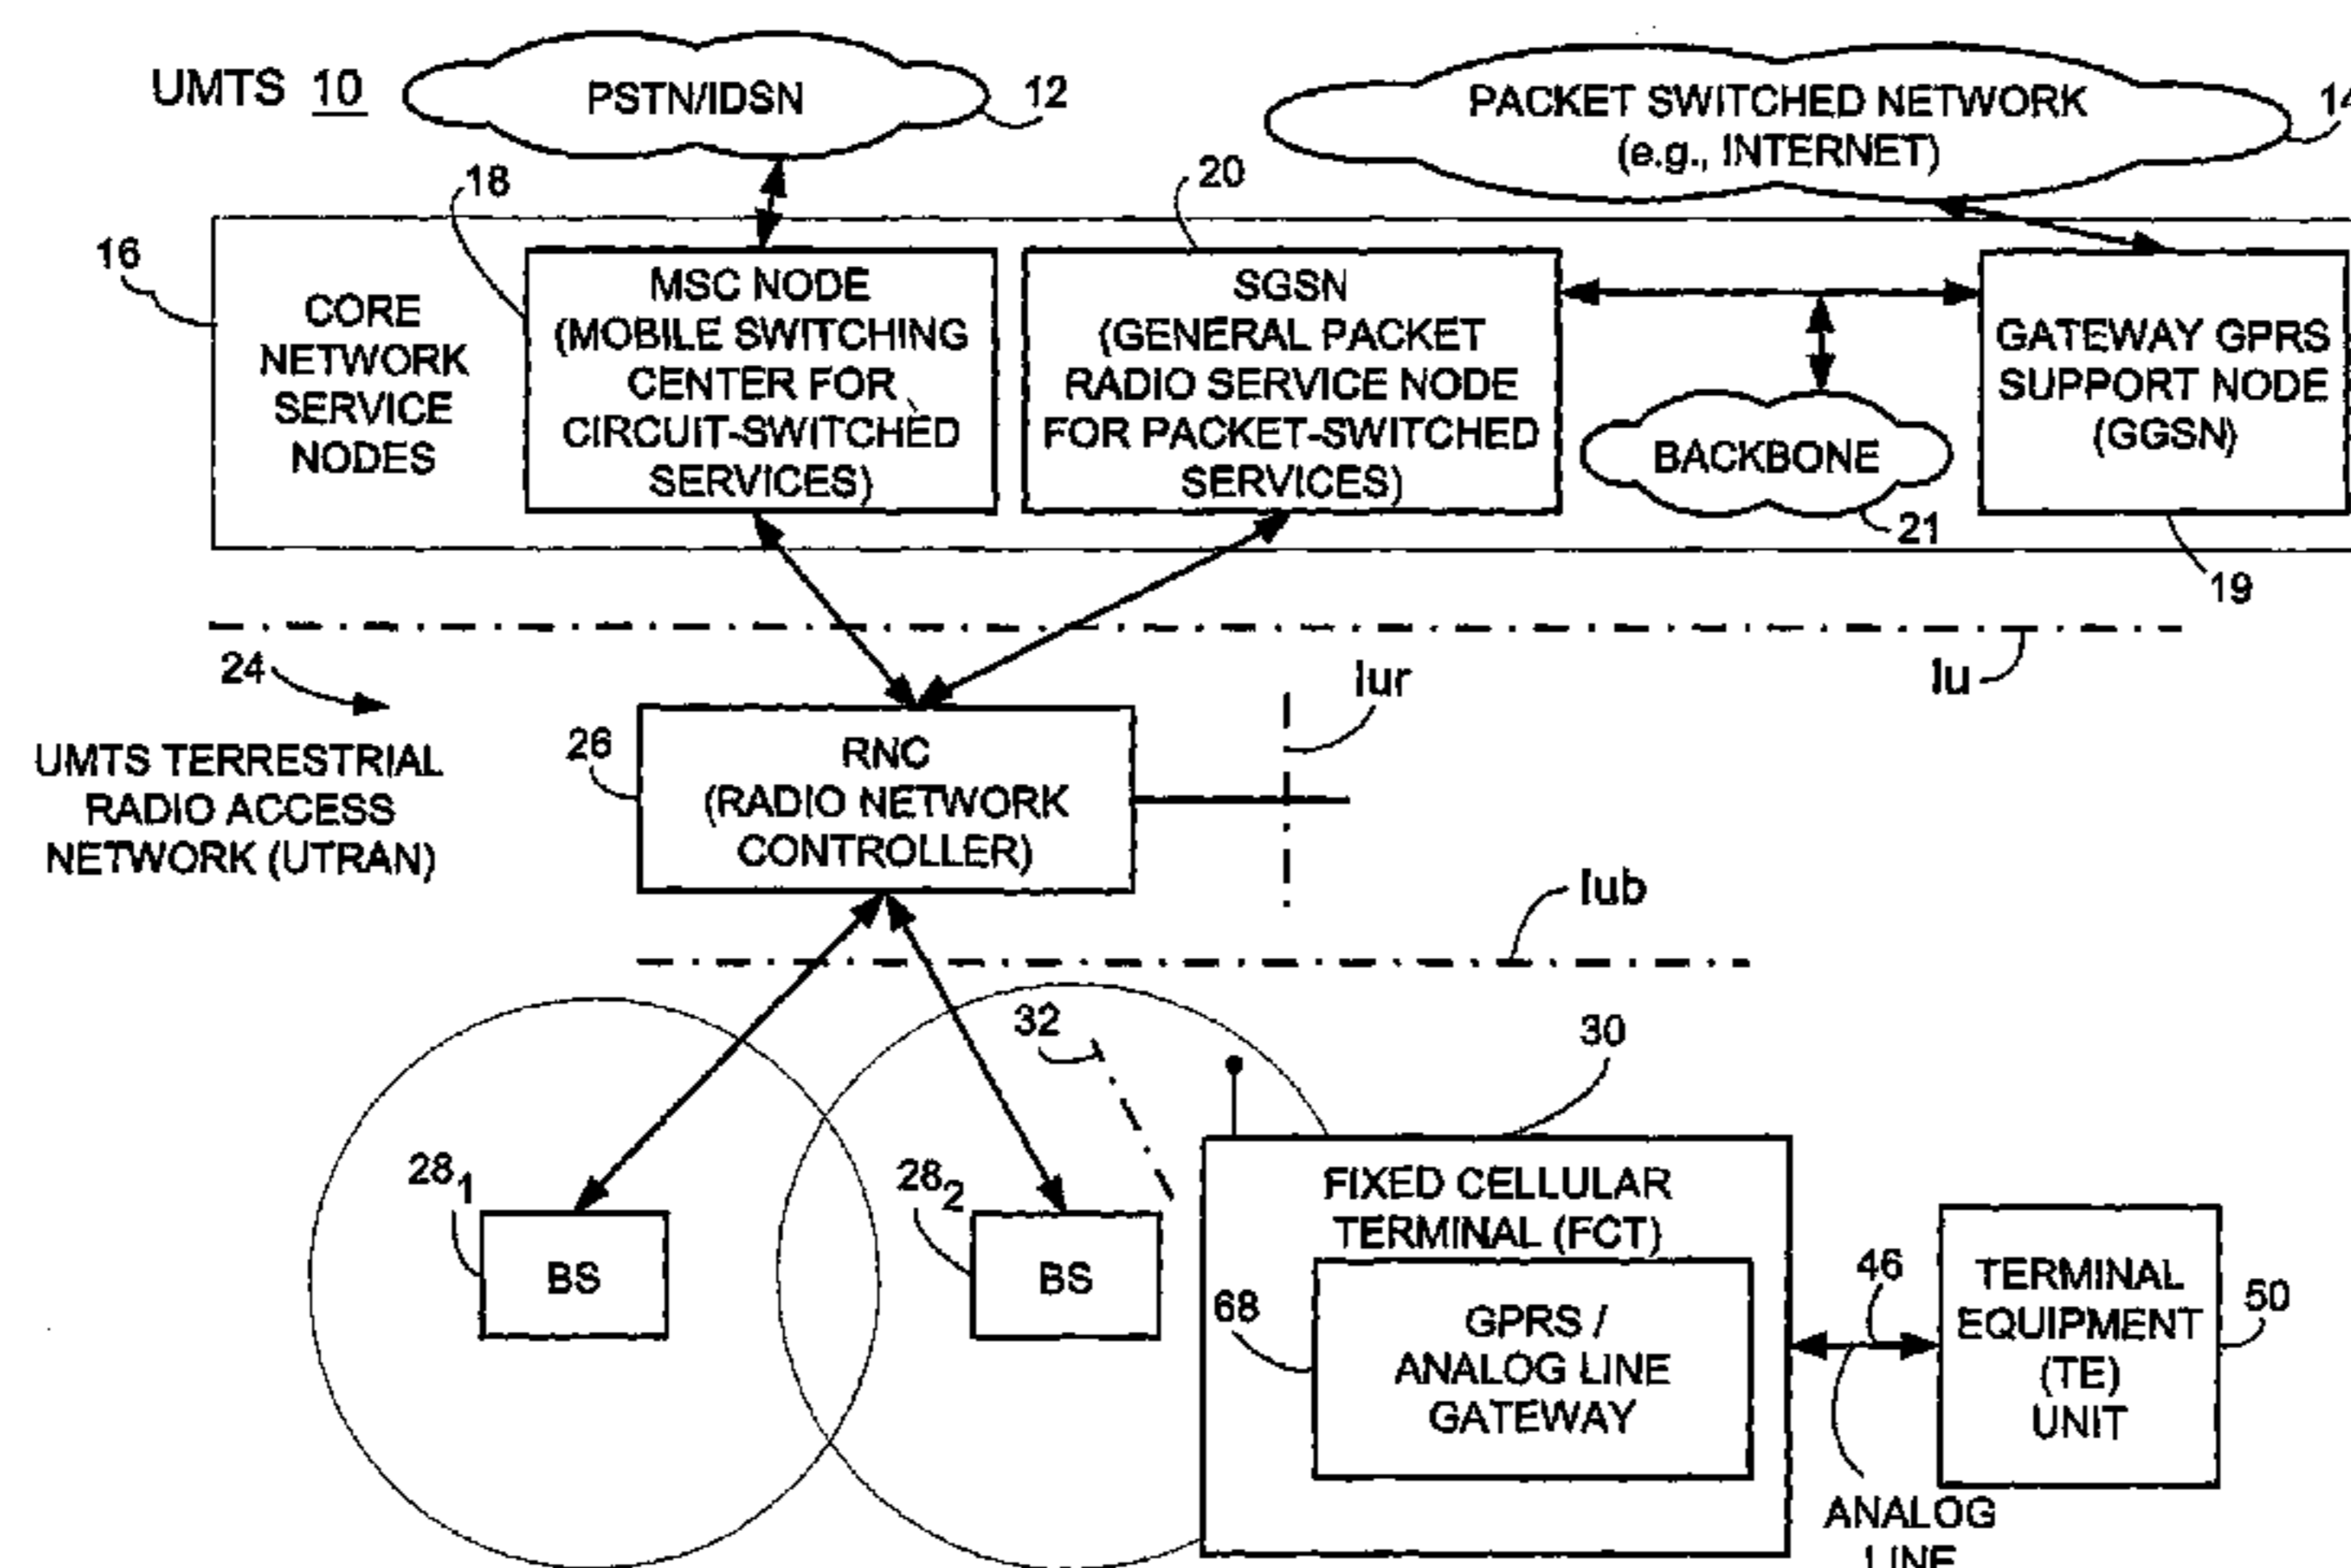 UMTS 10
PSTN/IDSN
12
PACKET SWITCHED NETWORK
(e.g., INTERNET)
14
18
20
16
CORE
NETWORK
SERVICE
NODES
MSC NODE
(MOBILE SWITCHING
CENTER FOR
CIRCUIT-SWITCHED
SERVICES)
SGSN
(GENERAL PACKET
RADIO SERVICE NODE
FOR PACKET-SWITCHED
SERVICES)
BACKBONE
21
GATEWAY GPRS
SUPPORT NODE
(GGSN)
19
24
Iur
Iu
UMTS TERRESTRIAL
RADIO ACCESS
NETWORK (UTRAN)
26
RNC
(RADIO NETWORK
CONTROLLER)
Iub
32
30
28₁
BS
28₂
BS
FIXED CELLULAR
TERMINAL (FCT)
68
GPRS /
ANALOG LINE
GATEWAY
46
ANALOG
LINE
TERMINAL
EQUIPMENT
(TE)
UNIT
50